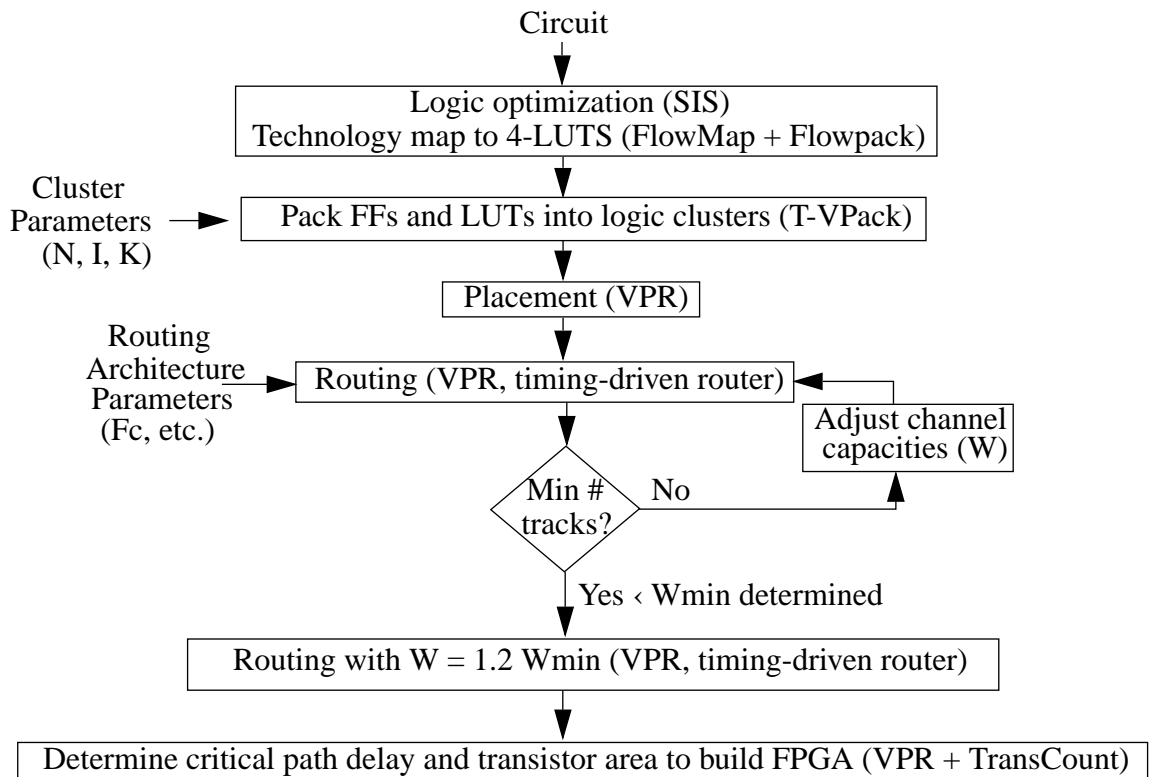 Circuit
Logic optimization (SIS)
Technology map to 4-LUTS (FlowMap + Flowpack)
Cluster
Parameters
(N, I, K)
Pack FFs and LUTs into logic clusters (T-VPack)
Placement (VPR)
Routing
Architecture
Parameters
(Fc, etc.)
Routing (VPR, timing-driven router)
Adjust channel
capacities (W)
Min #
tracks?
No
Yes ‹ Wmin determined
Routing with W = 1.2 Wmin (VPR, timing-driven router)
Determine critical path delay and transistor area to build FPGA (VPR + TransCount)